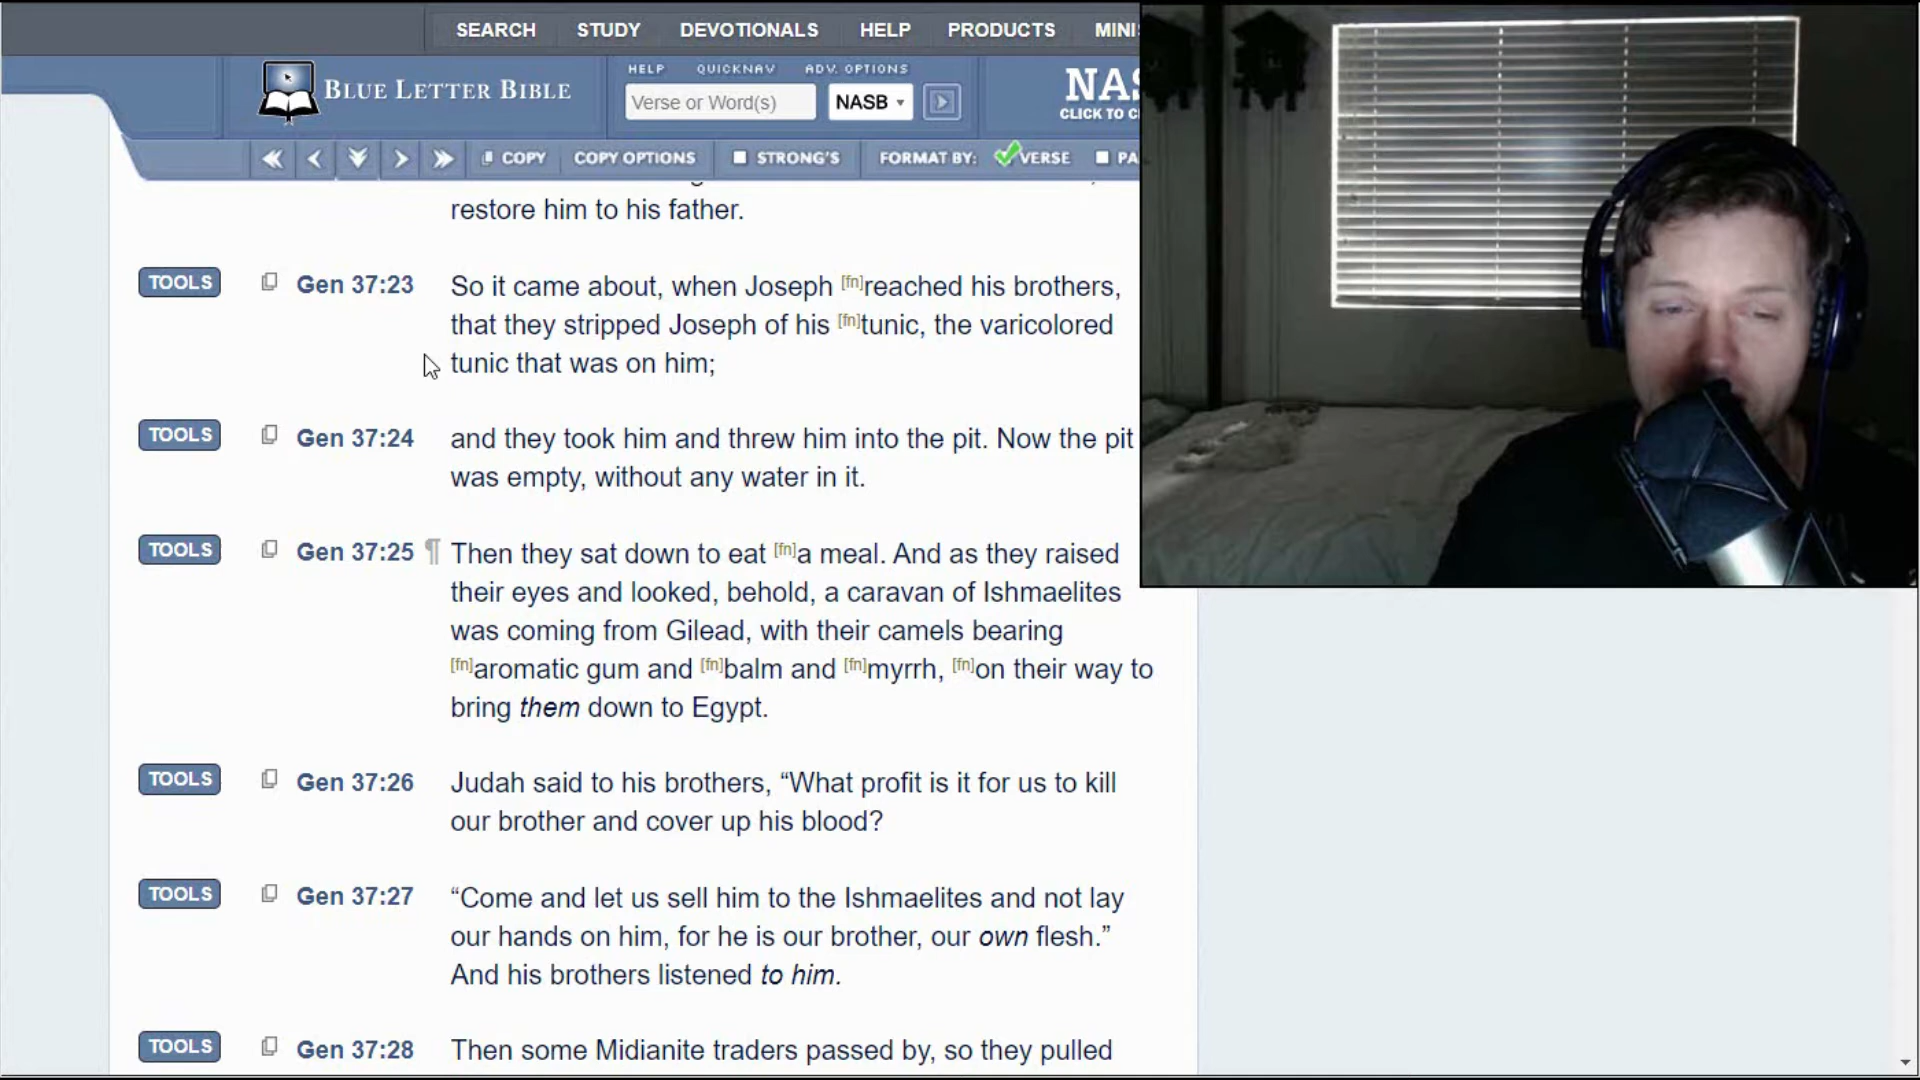 SEARCH STUDY DEVOTIONALS HELP PRODUCTS
BLUE LETTER BIBLE
HELP QUICKNAV ADV. OPTIONS
Verse or Word(s) NASB
CLICK TO
COPY COPY OPTIONS STRONG'S FORMAT BY: VERSE
restore him to his father.
TOOLS Gen 37:23 So it came about, when Joseph [fn]reached his brothers,
that they stripped Joseph of his [fn]tunic, the varicolored
tunic that was on him;
TOOLS Gen 37:24 and they took him and threw him into the pit. Now the pit
was empty, without any water in it.
TOOLS Gen 37:25 ¶ Then they sat down to eat [fn]a meal. And as they raised
their eyes and looked, behold, a caravan of Ishmaelites
was coming from Gilead, with their camels bearing
[fn]aromatic gum and [fn]balm and [fn]myrrh, [fn]on their way to
bring them down to Egypt.
TOOLS Gen 37:26 Judah said to his brothers, “What profit is it for us to kill
our brother and cover up his blood?
TOOLS Gen 37:27 “Come and let us sell him to the Ishmaelites and not lay
our hands on him, for he is our brother, our own flesh.”
And his brothers listened to him.
TOOLS Gen 37:28 Then some Midianite traders passed by, so they pulled